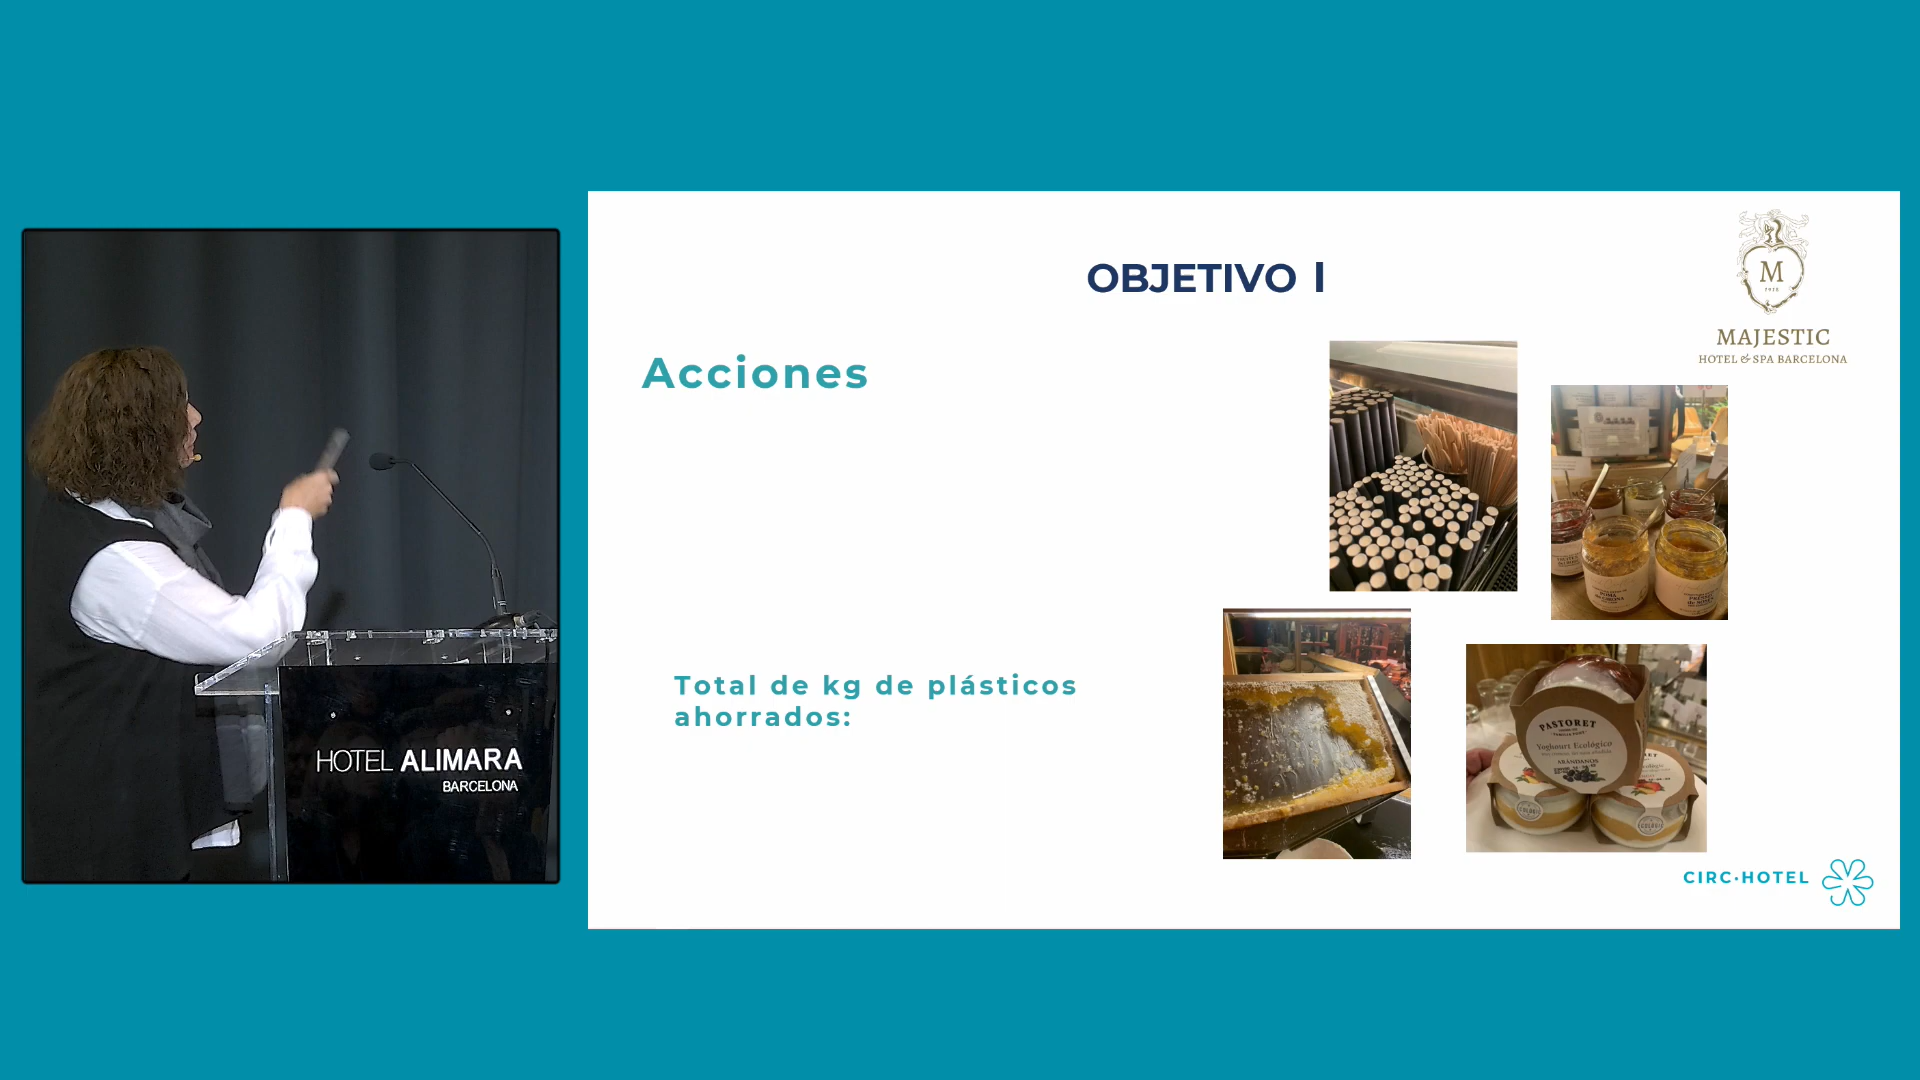 OBJETIVO I
M
MAJESTIC
HOTEL & SPA BARCELONA
Acciones
Total de kg de plásticos
ahorrados:
PASTORET
Yoghourt Ecológico
ARÁNDANOS
HOTEL ALIMARA
BARCELONA
CIRC·HOTEL